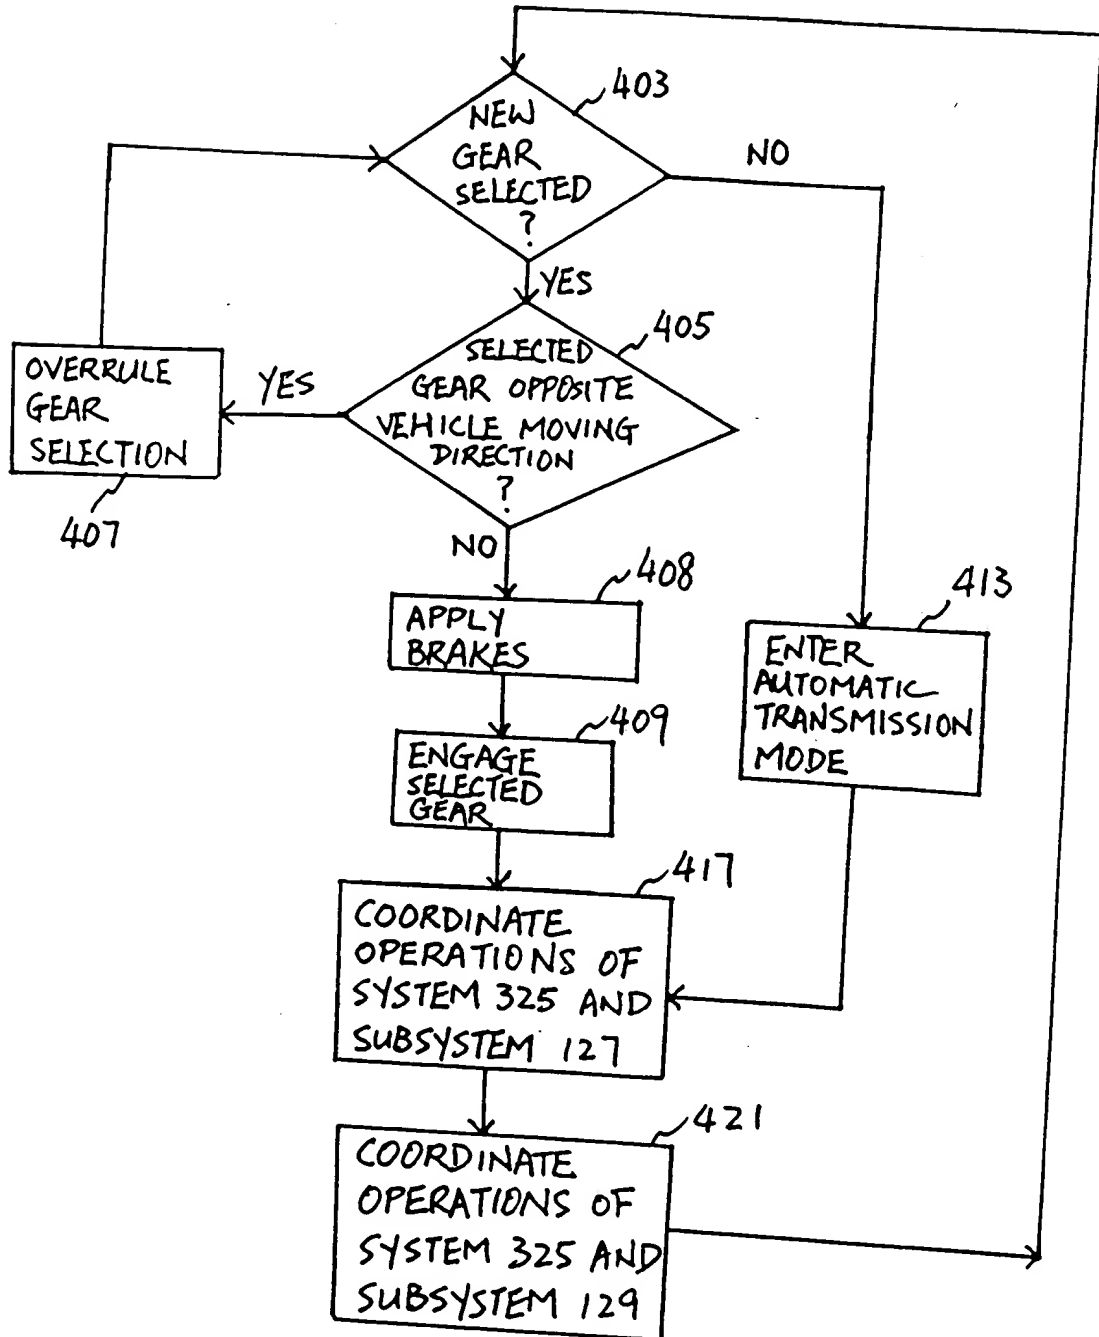 403
NEW
GEAR
SELECTED
?
NO
YES
405
SELECTED
GEAR OPPOSITE
VEHICLE MOVING
DIRECTION
?
YES
OVERRULE
GEAR
SELECTION
407
NO
408
APPLY
BRAKES
413
ENTER
AUTOMATIC
TRANSMISSION
MODE
409
ENGAGE
SELECTED
GEAR
417
COORDINATE
OPERATIONS OF
SYSTEM 325 AND
SUBSYSTEM 127
421
COORDINATE
OPERATIONS OF
SYSTEM 325 AND
SUBSYSTEM 129